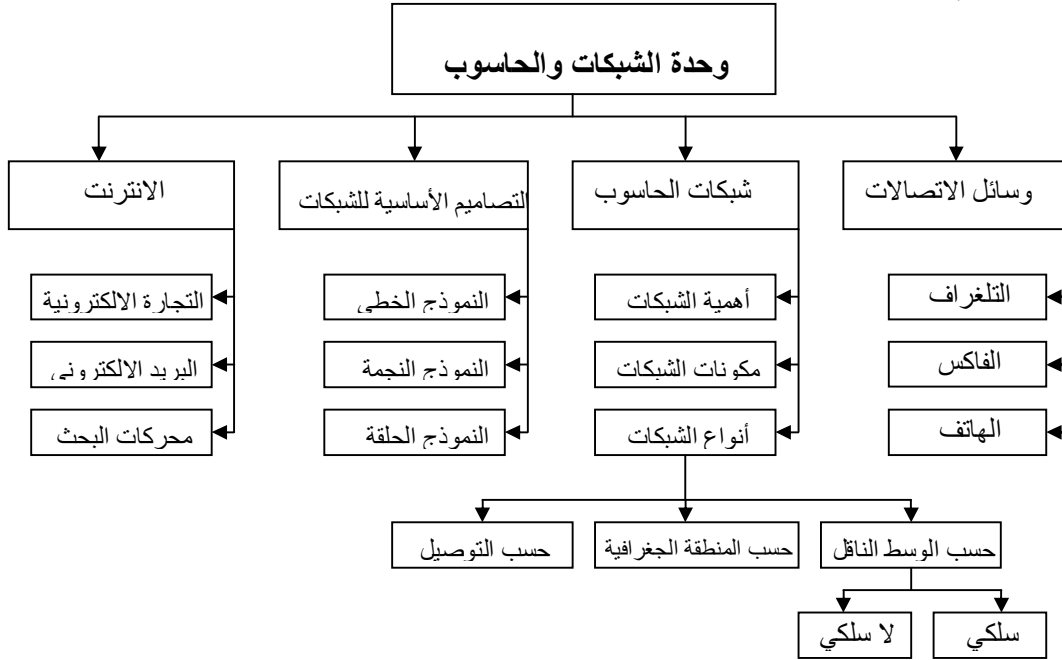 وحدة الشبكات والحاسوب
وسائل الاتصالات
شبكات الحاسوب
التصاميم الأساسية للشبكات
الانترنت
التلغراف
أهمية الشبكات
النموذج الخطي
التجارة الالكترونية
الفاكس
مكونات الشبكات
النموذج النجمة
البريد الالكتروني
الهاتف
أنواع الشبكات
النموذج الحلقة
محركات البحث
حسب الوسط الناقل
حسب المنطقة الجغرافية
حسب التوصيل
سلكي
لا سلكي